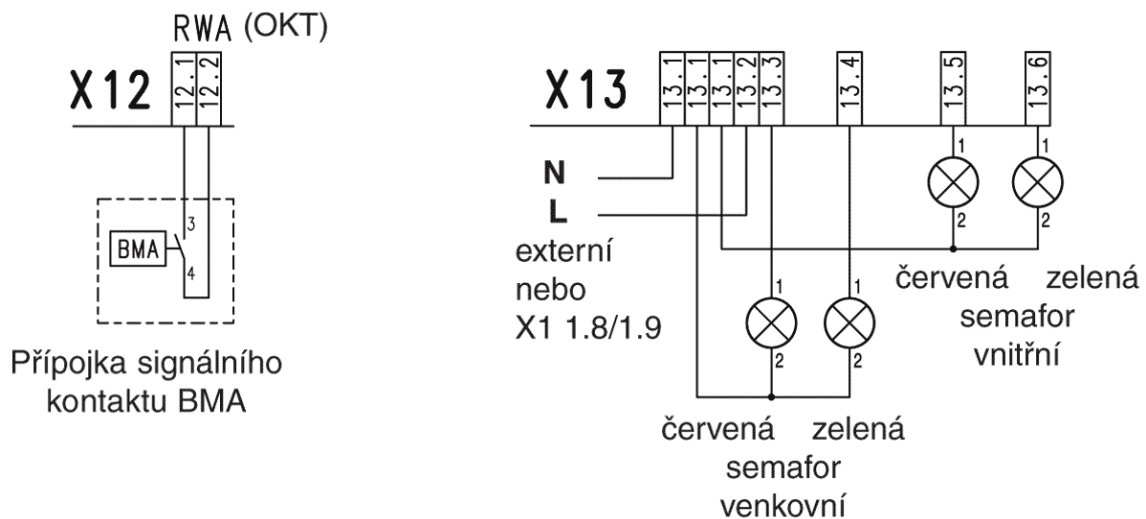 RWA (OKT)
X12
12.1
12.2
3
BMA
4
Přípojka signálního
kontaktu BMA
X13
13.1
13.1
13.1
13.2
13.3
13.4
13.5
13.6
N
L
externí
nebo
X1 1.8/1.9
1
1
2
2
červená zelená
semafor
vnitřní
1
1
2
2
červená zelená
semafor
venkovní